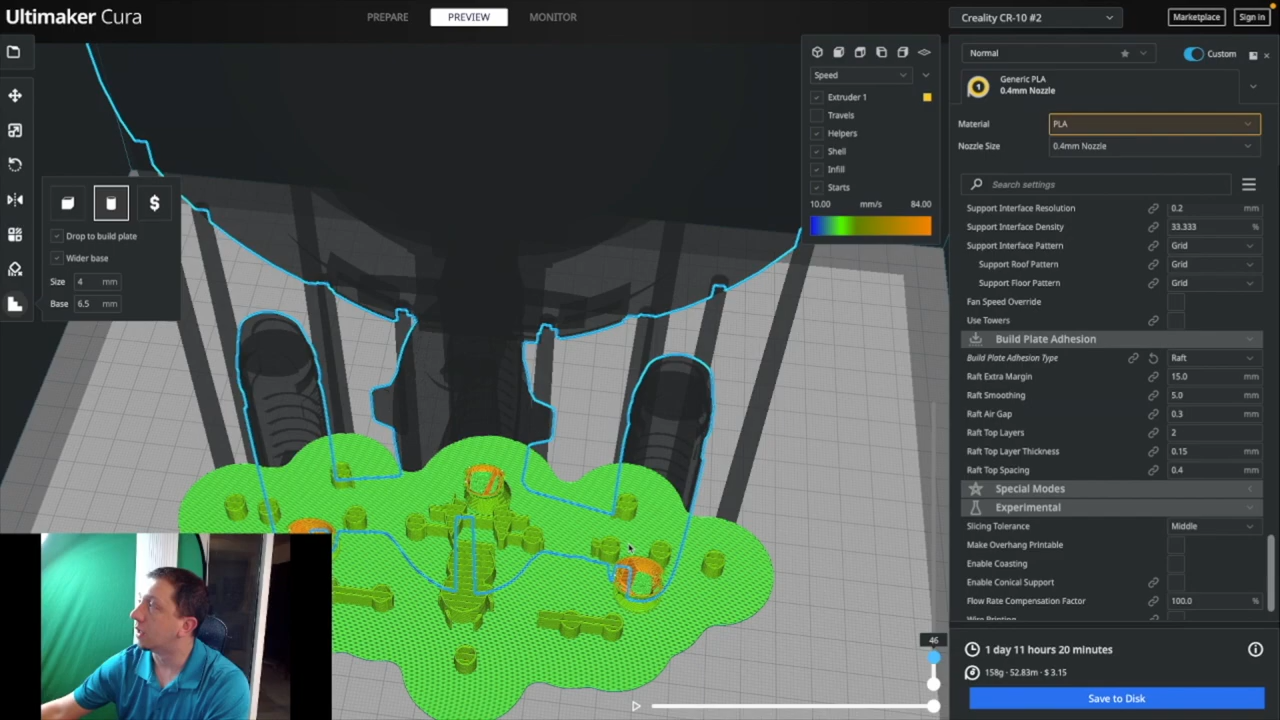 Ultimaker Cura
PREPARE
PREVIEW
MONITOR
Creality CR-10 #2
Marketplace
Sign in
Speed
Extruder 1
Travels
Helpers
Shell
Infill
Starts
10.00 mm/s 84.00
$
Drop to build plate
Wider base
Size 4 mm
Base 6.5 mm
46
Normal
Custom
1
Generic PLA
0.4mm Nozzle
Material PLA
Nozzle Size 0.4mm Nozzle
Search settings
Support Interface Resolution 0.2 mm
Support Interface Density 33.333 %
Support Interface Pattern Grid
Support Roof Pattern Grid
Support Floor Pattern Grid
Fan Speed Override
Use Towers
Build Plate Adhesion
Build Plate Adhesion Type Raft
Raft Extra Margin 15.0 mm
Raft Smoothing 5.0 mm
Raft Air Gap 0.3 mm
Raft Top Layers 2
Raft Top Layer Thickness 0.15 mm
Raft Top Spacing 0.4 mm
Special Modes
Experimental
Slicing Tolerance Middle
Make Overhang Printable
Enable Coasting
Enable Conical Support
Flow Rate Compensation Factor 100.0 %
Wire Printing
1 day 11 hours 20 minutes
158g · 52.83m · $ 3.15
Save to Disk